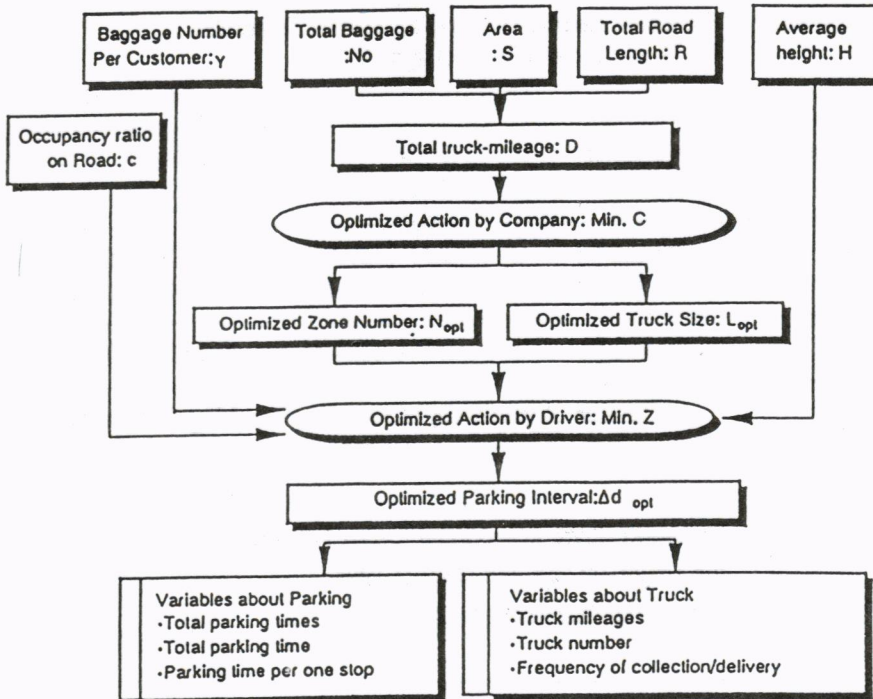 Baggage Number
Per Customer:γ
Total Baggage
:No
Area
: S
Total Road
Length: R
Average
height: H
Occupancy ratio
on Road: c
Total truck-mileage: D
Optimized Action by Company: Min. C
Optimized Zone Number: Nopt
Optimized Truck Size: Lopt
Optimized Action by Driver: Min. Z
Optimized Parking Interval:Δd opt
Variables about Parking
·Total parking times
·Total parking time
·Parking time per one stop
Variables about Truck
·Truck mileages
·Truck number
·Frequency of collection/delivery